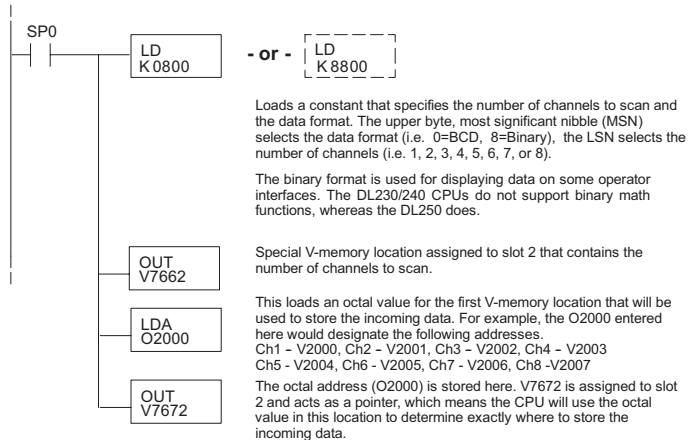 SP0
LD
K 0800
- or -
LD
K 8800
Loads a constant that specifies the number of channels to scan and
the data format. The upper byte, most significant nibble (MSN)
selects the data format (i.e. 0=BCD, 8=Binary), the LSN selects the
number of channels (i.e. 1, 2, 3, 4, 5, 6, 7, or 8).
The binary format is used for displaying data on some operator
interfaces. The DL230/240 CPUs do not support binary math
functions, whereas the DL250 does.
OUT
V7662
Special V-memory location assigned to slot 2 that contains the
number of channels to scan.
LDA
O2000
This loads an octal value for the first V-memory location that will be
used to store the incoming data. For example, the O2000 entered
here would designate the following addresses.
Ch1 – V2000, Ch2 – V2001, Ch3 – V2002, Ch4 – V2003
Ch5 - V2004, Ch6 - V2005, Ch7 - V2006, Ch8 -V2007
OUT
V7672
The octal address (O2000) is stored here. V7672 is assigned to slot
2 and acts as a pointer, which means the CPU will use the octal
value in this location to determine exactly where to store the
incoming data.